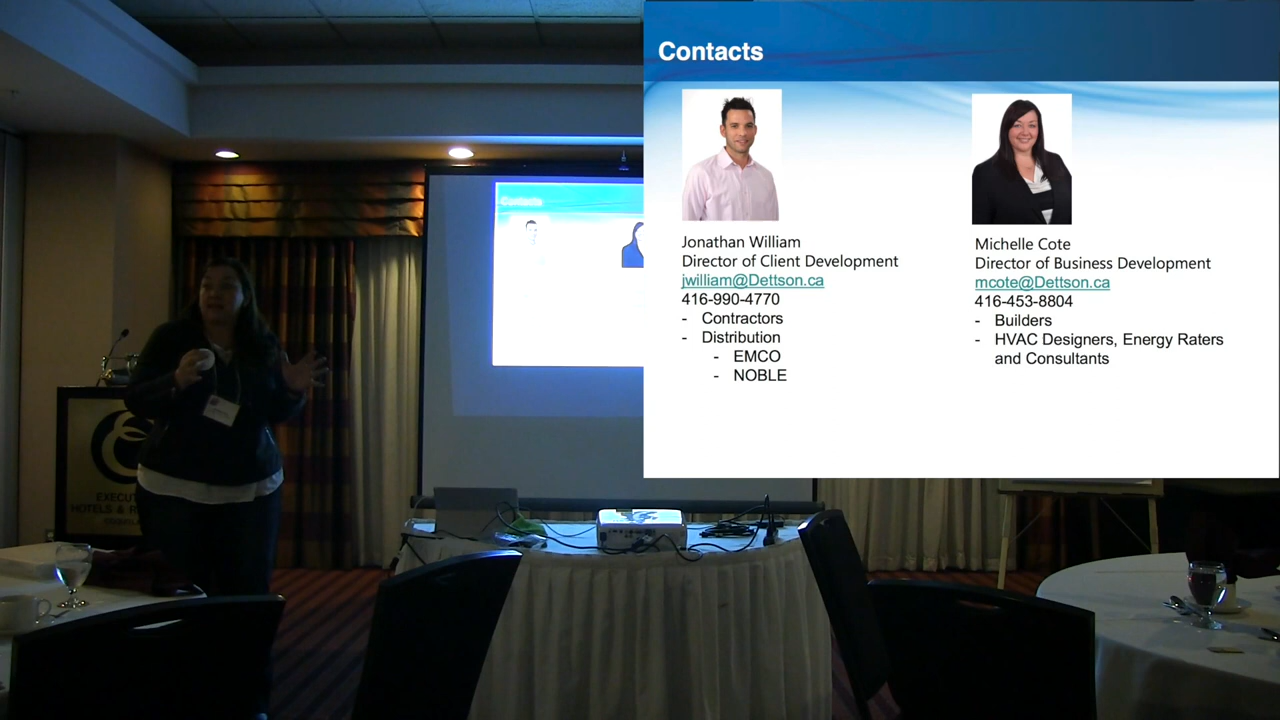 Contacts
Jonathan William
Director of Client Development
jwilliam@Dettson.ca
416-990-4770
- Contractors
- Distribution
- EMCO
- NOBLE
Michelle Cote
Director of Business Development
mcote@Dettson.ca
416-453-8804
- Builders
- HVAC Designers, Energy Raters
and Consultants
Contacts